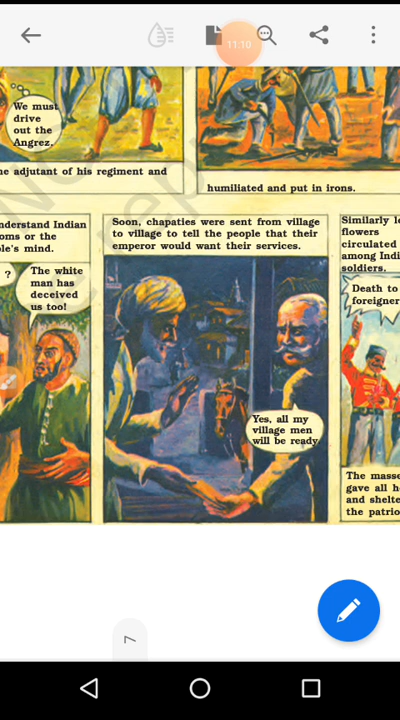 11:10
We must
drive
out the
Angrez.
he adjutant of his regiment and
humiliated and put in irons.
nderstand Indian
oms or the
le's mind.
?
The white
man has
deceived
us too!
Soon, chapaties were sent from village
to village to tell the people that their
emperor would want their services.
Yes, all my
village men
will be ready.
Similarly lo
flowers
circulated
among Indi
soldiers.
Death to
foreigner
The masse
gave all he
and shelte
the patrio
7